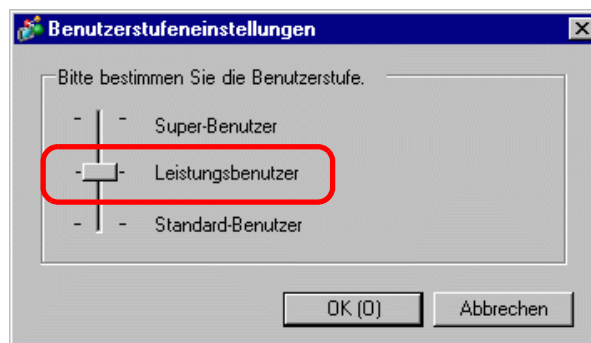 Benutzerstufeneinstellungen
Bitte bestimmen Sie die Benutzerstufe.
Super-Benutzer
Leistungsbenutzer
Standard-Benutzer
OK (O) Abbrechen